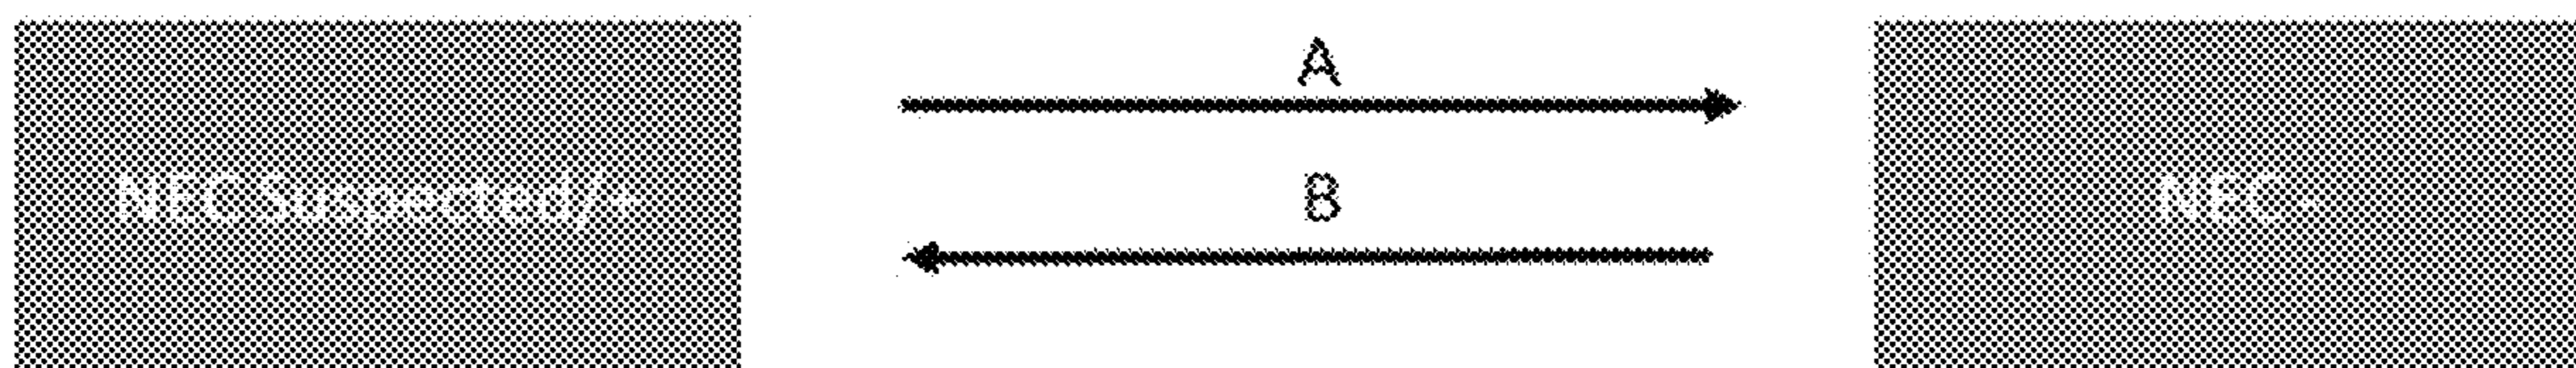 A
NEC Suspected/+
B
NEC -